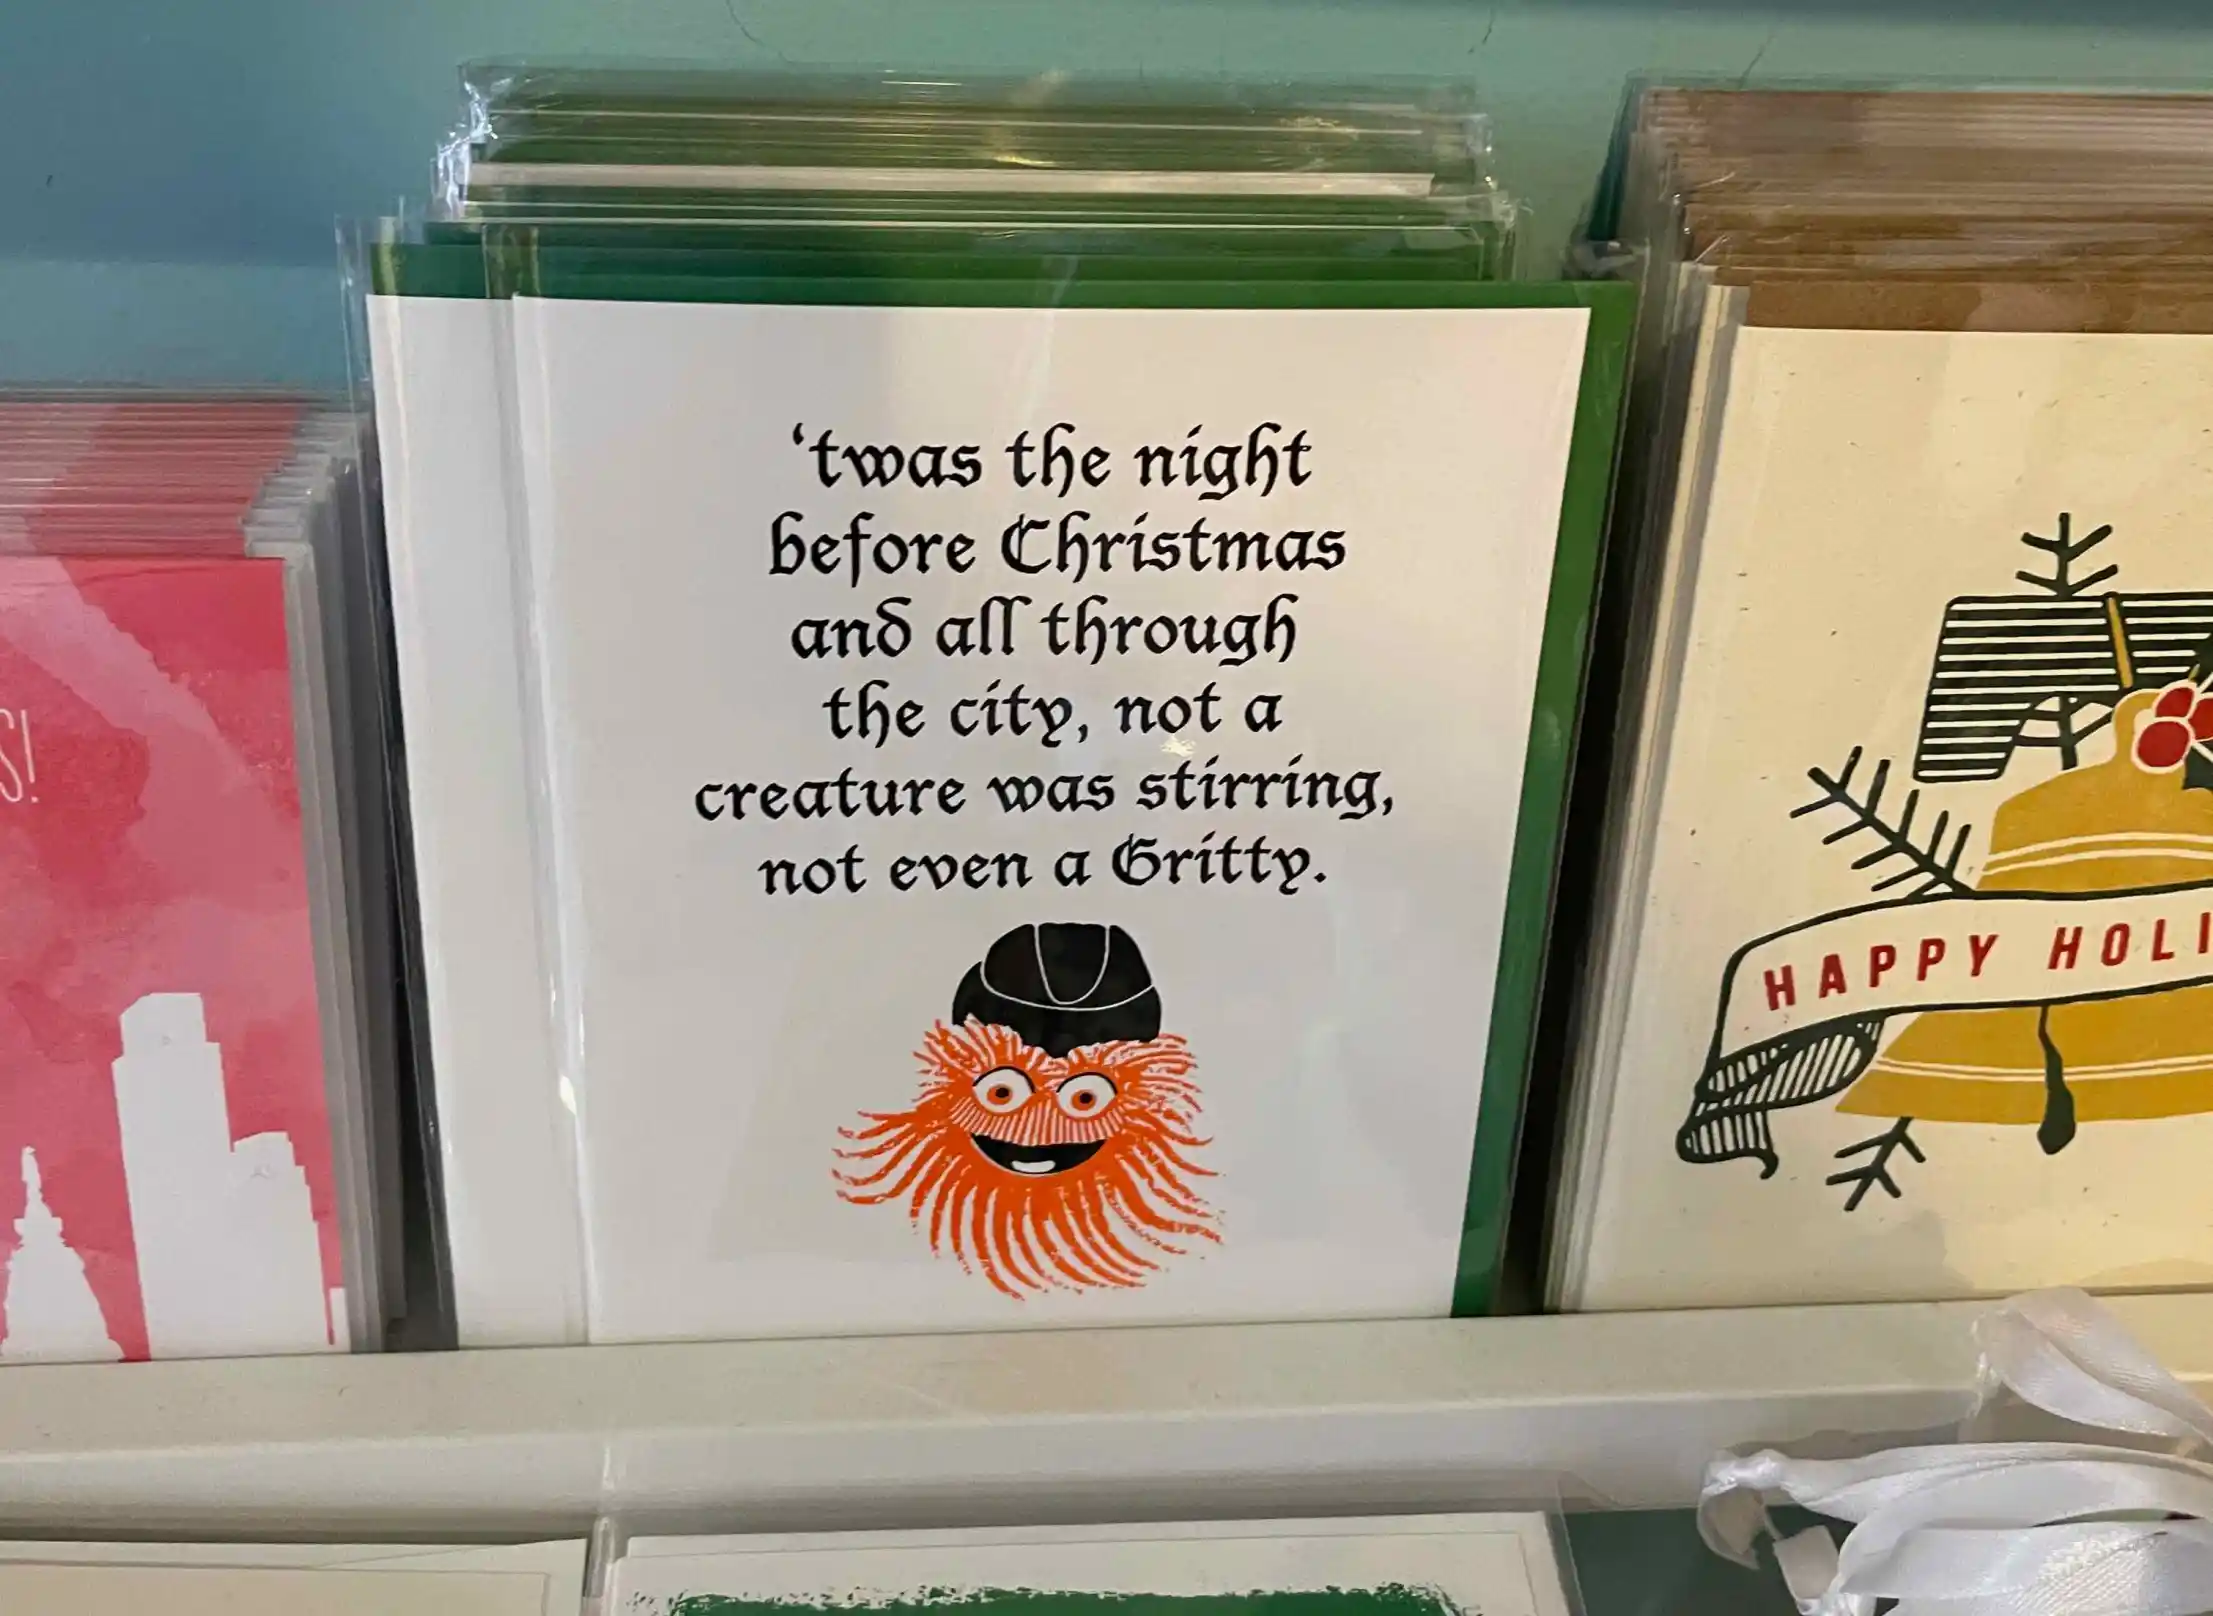 ‘twas the night
before Christmas
and all through
the city, not a
creature was stirring,
not even a Gritty.
HAPPY HOLI
S!